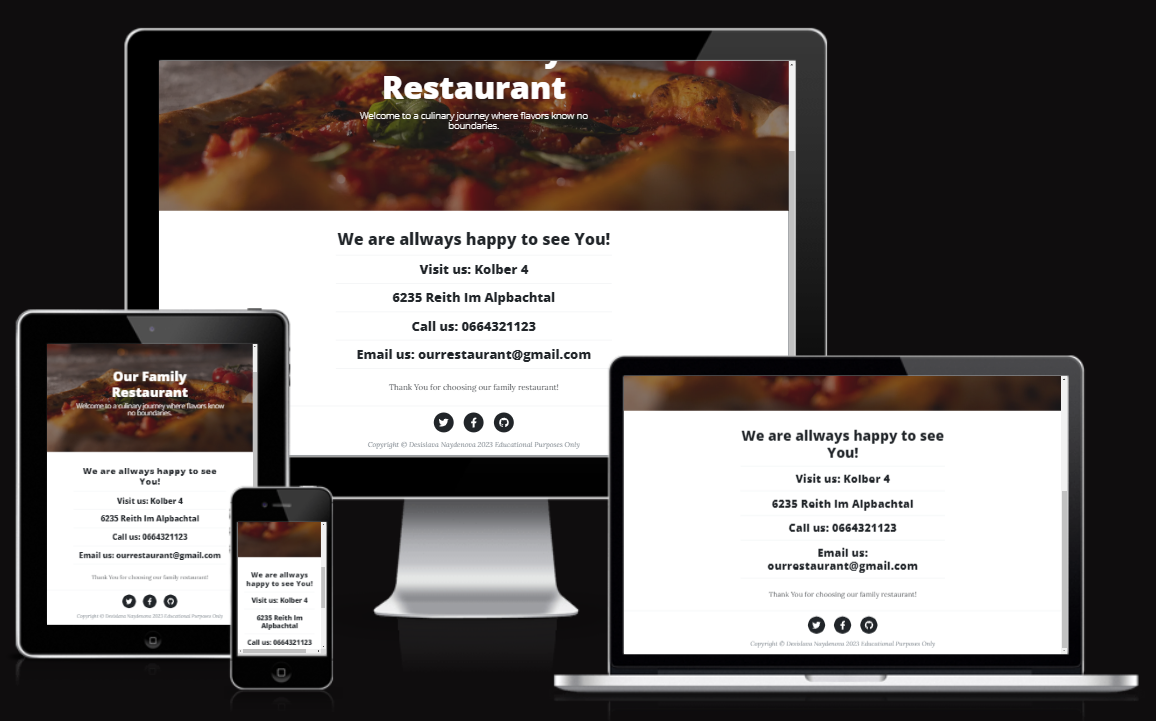 Restaurant
Welcome to a culinary journey where flavors know no
boundaries.
We are allways happy to see You!
Visit us: Kolber 4
6235 Reith Im Alpbachtal
Call us: 0664321123
Email us: ourrestaurant@gmail.com
Thank You for choosing our family restaurant!
Copyright © Desislava Naydenova 2023 Educational Purposes Only
Our Family
Restaurant
Welcome to a culinary journey where flavors know
no boundaries.
We are allways happy to see
You!
Visit us: Kolber 4
6235 Reith Im Alpbachtal
Call us: 0664321123
Email us: ourrestaurant@gmail.com
Thank You for choosing our family restaurant!
Copyright © Desislava Naydenova 2023 Educational Purposes Only
We are allways
happy to see You!
Visit us: Kolber 4
6235 Reith Im
Alpbachtal
Call us: 0664321123
We are allways happy to see
You!
Visit us: Kolber 4
6235 Reith Im Alpbachtal
Call us: 0664321123
Email us:
ourrestaurant@gmail.com
Thank You for choosing our family restaurant!
Copyright © Desislava Naydenova 2023 Educational Purposes Only